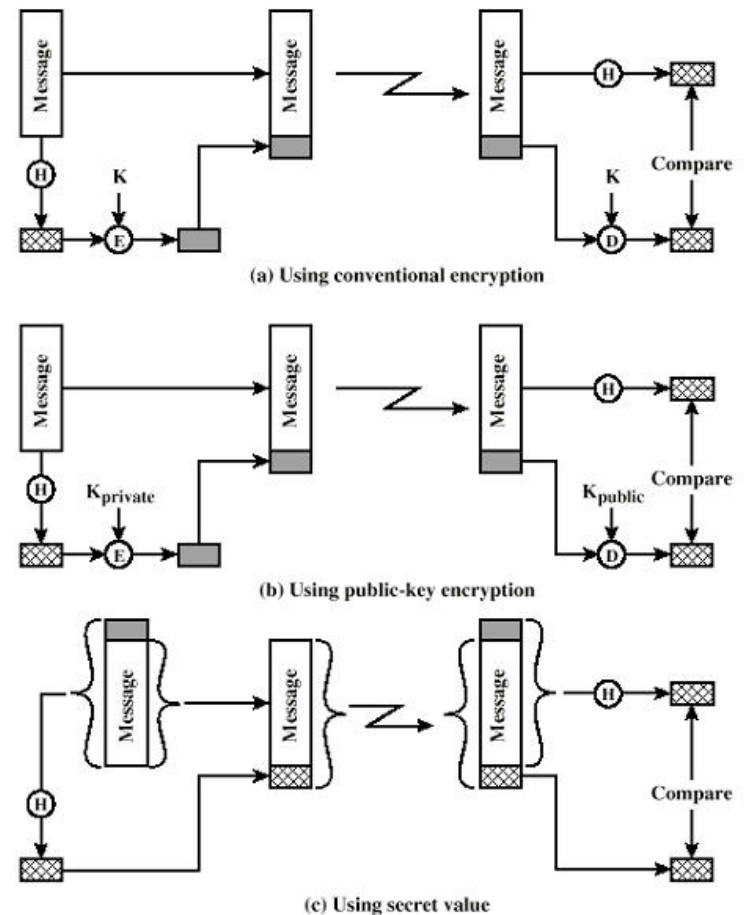 Message
Message
Message
H
Compare
H
K
K
E
D
(a) Using conventional encryption
Message
Message
Message
H
Compare
H
Kprivate
Kpublic
E
D
(b) Using public-key encryption
Message
Message
Message
H
H
Compare
(c) Using secret value